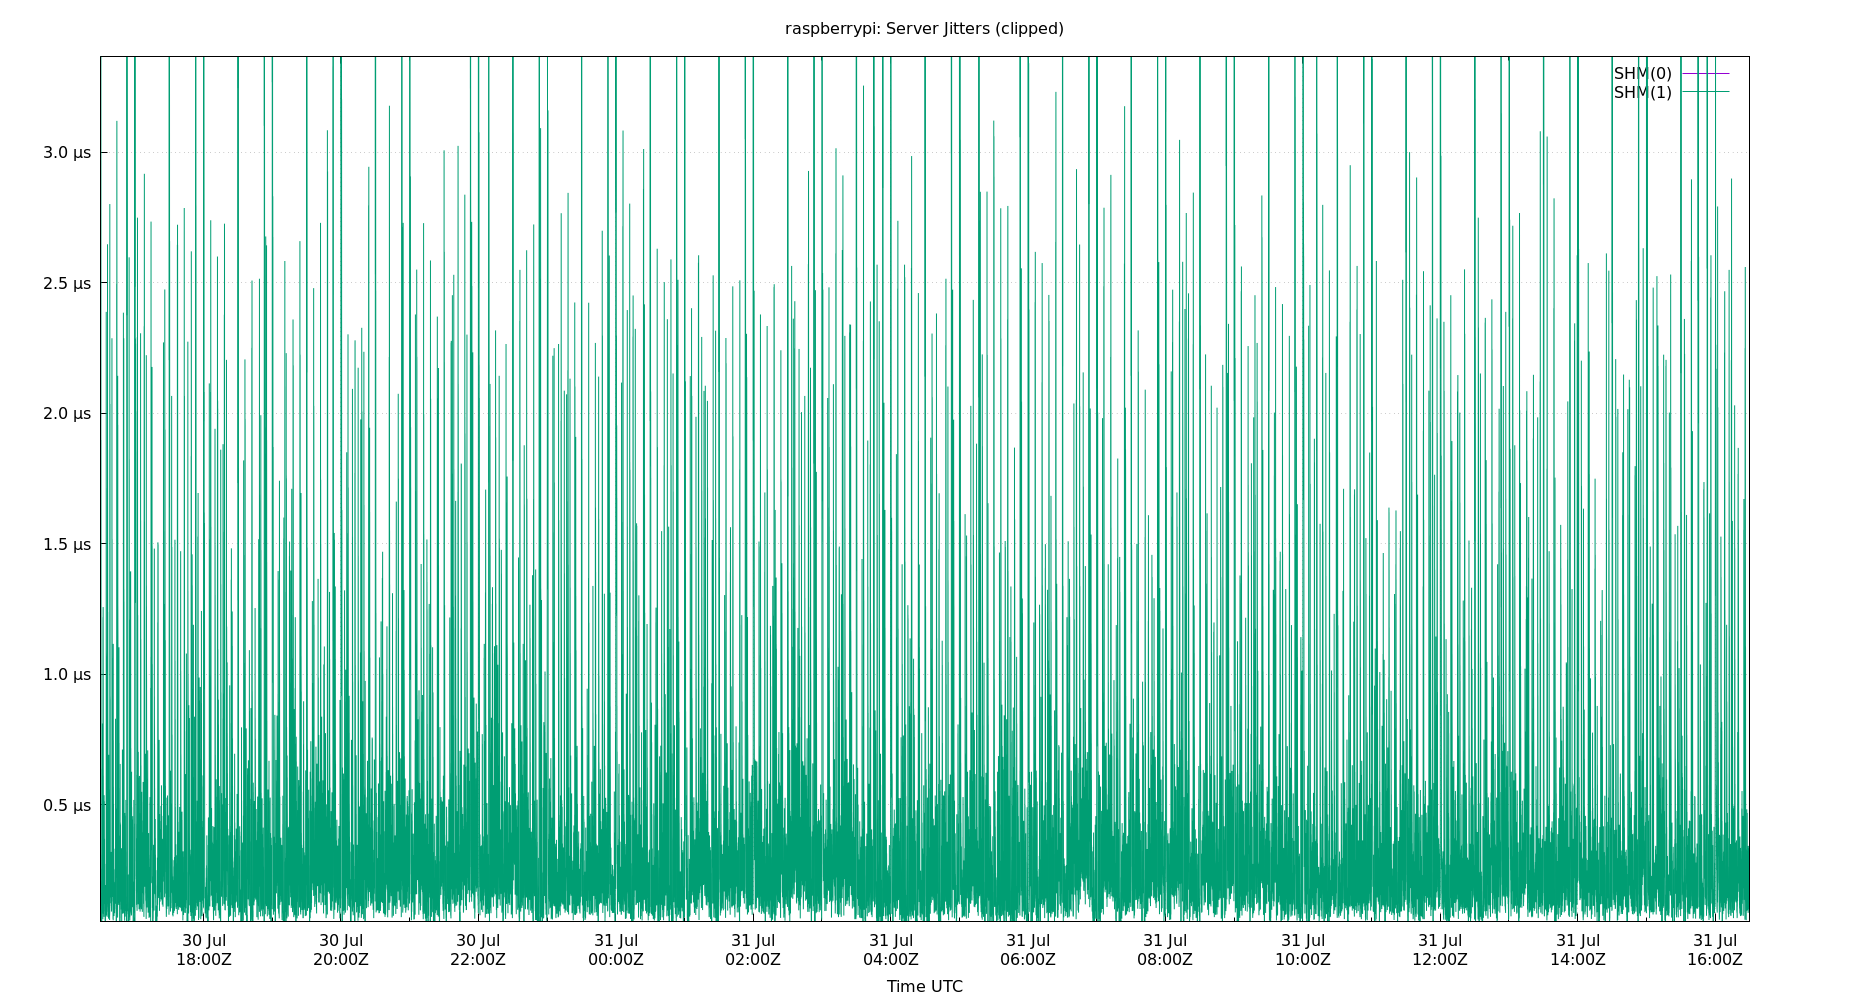 raspberrypi: Server Jitters (clipped)
SHM(0)
SHM(1)
3.0 µs
2.5 µs
2.0 µs
1.5 µs
1.0 µs
0.5 µs
30 Jul 30 Jul 30 Jul 31 Jul 31 Jul 31 Jul 31 Jul 31 Jul 31 Jul 31 Jul 31 Jul 31 Jul
18:00Z 20:00Z 22:00Z 00:00Z 02:00Z 04:00Z 06:00Z 08:00Z 10:00Z 12:00Z 14:00Z 16:00Z
Time UTC